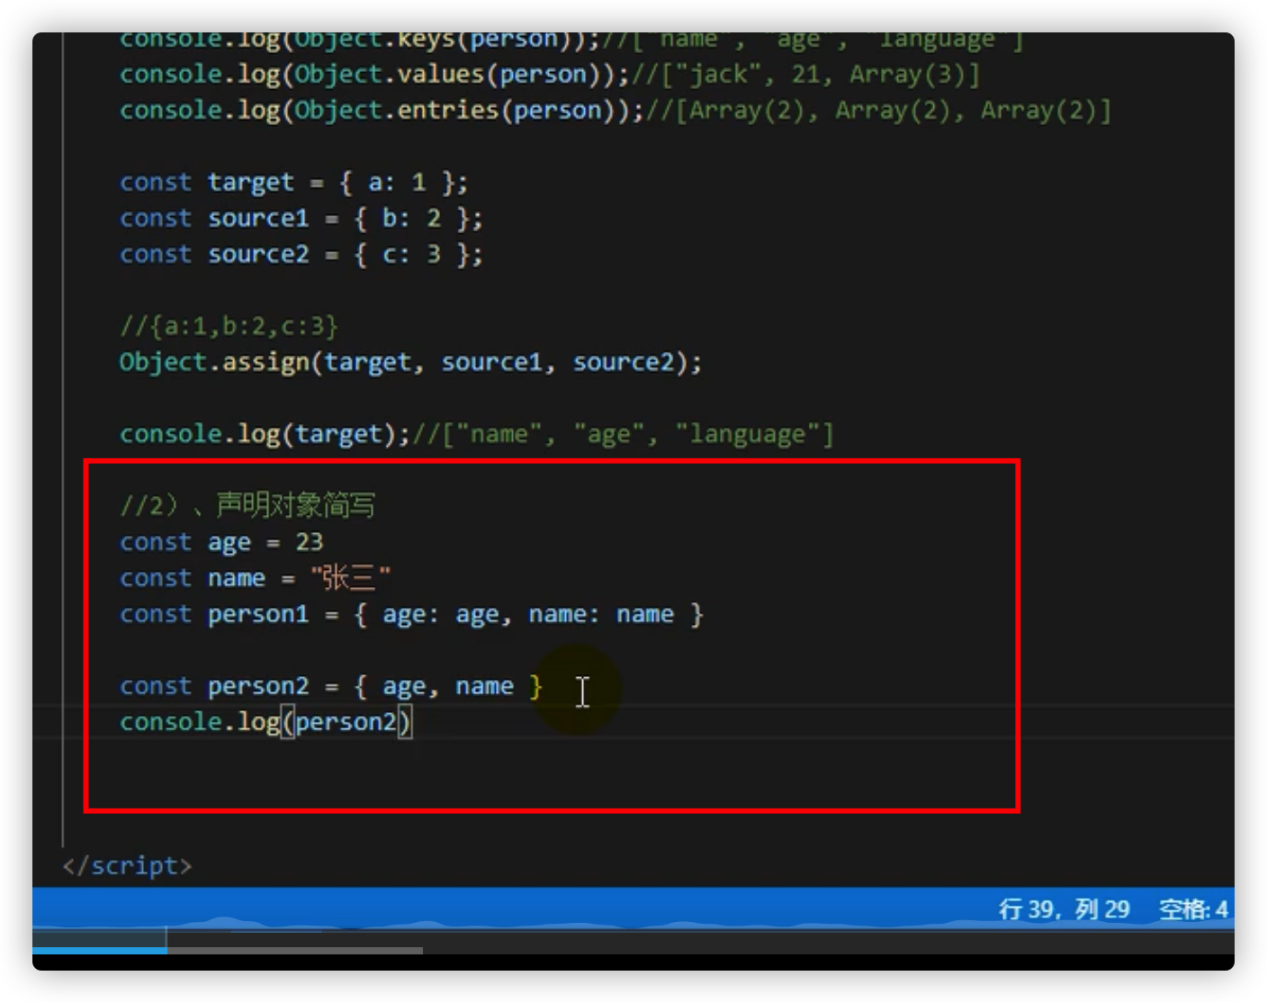 console.log(Object.keys(person));//["name", "age", "language"]
console.log(Object.values(person));//["jack", 21, Array(3)]
console.log(Object.entries(person));//[Array(2), Array(2), Array(2)]
const target = { a: 1 };
const source1 = { b: 2 };
const source2 = { c: 3 };
//{a:1,b:2,c:3}
Object.assign(target, source1, source2);
console.log(target);//["name", "age", "language"]
//2）、声明对象简写
const age = 23
const name = "张三"
const person1 = { age: age, name: name }
const person2 = { age, name }
console.log(person2)
</script>
行 39，列 29 空格: 4